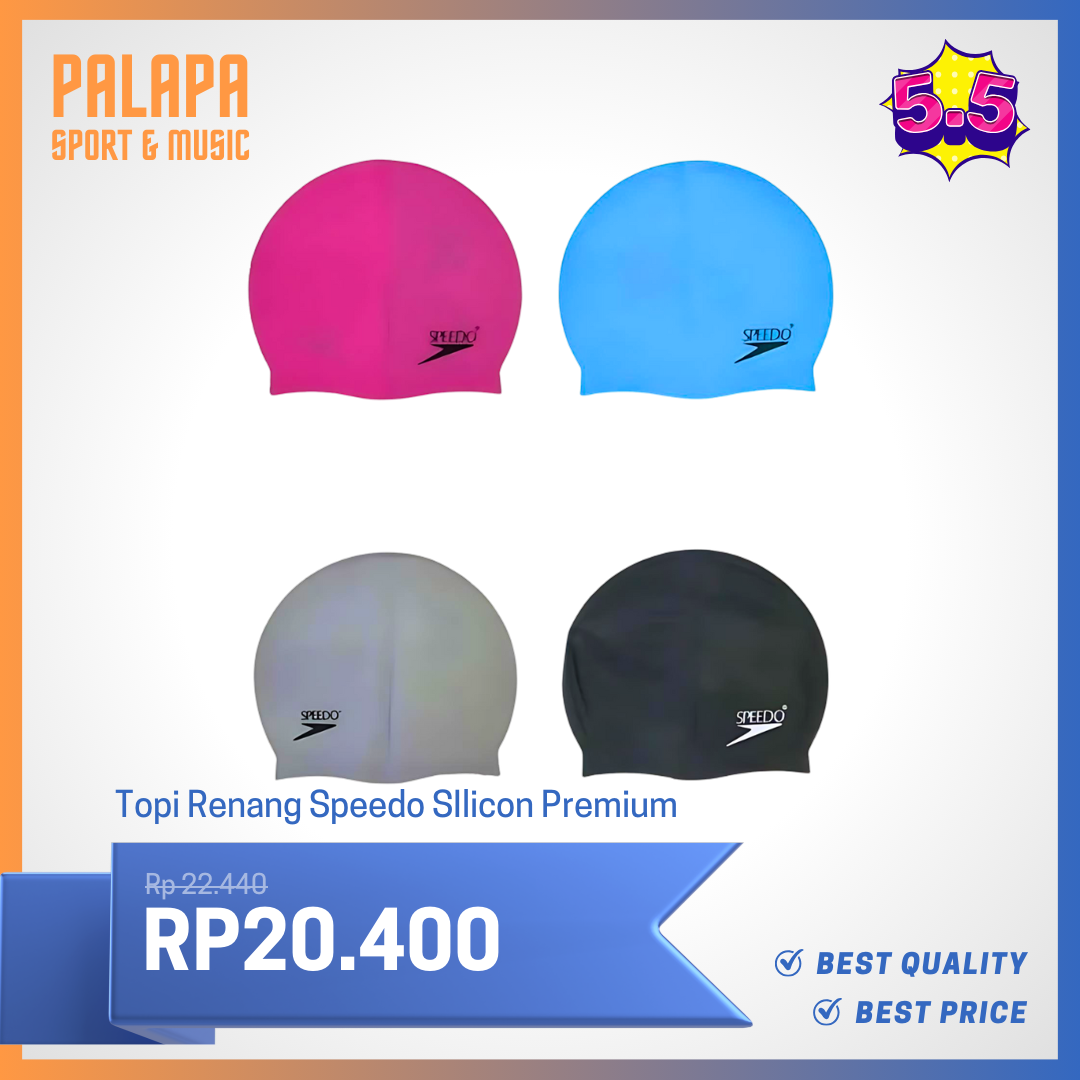 PALAPA
SPORT & MUSIC
5.5
SPEEDO®
SPEEDO®
SPEEDO
SPEEDO®
Topi Renang Speedo SIlicon Premium
Rp 22.440
RP20.400
BEST QUALITY
BEST PRICE